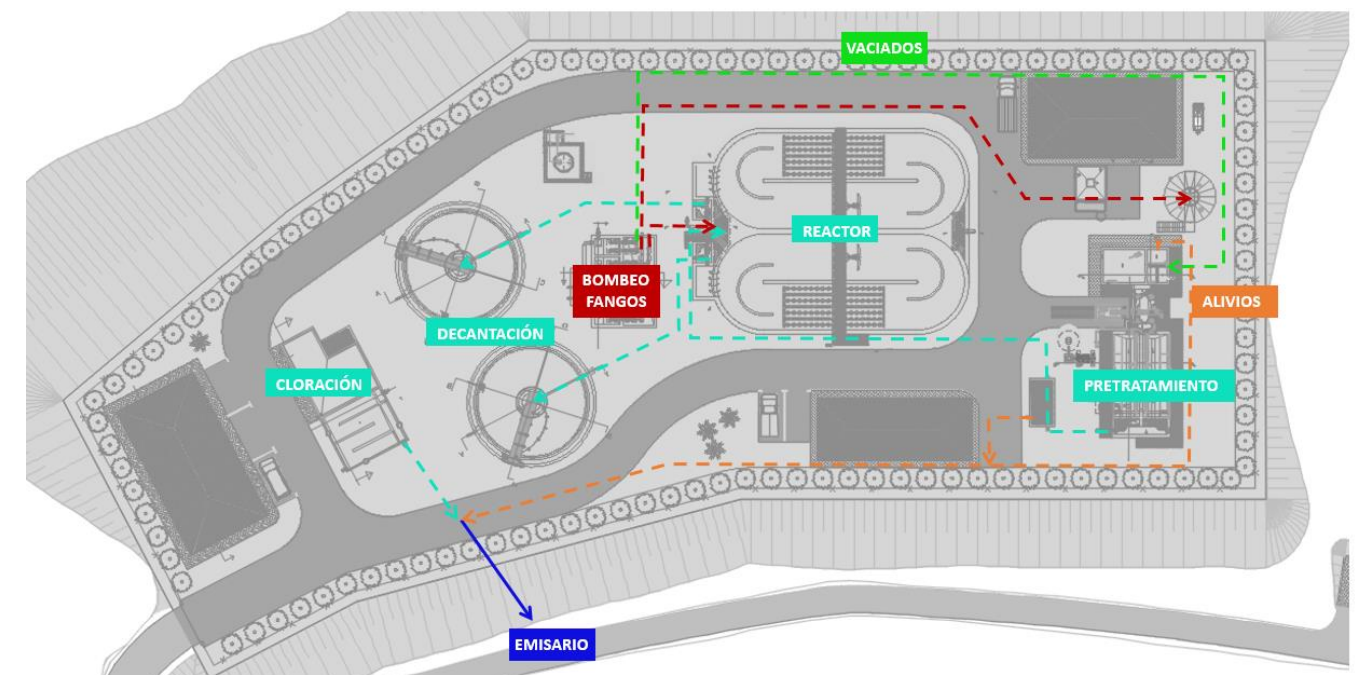 VACIADOS
REACTOR
BOMBEO
FANGOS
ALIVIOS
DECANTACIÓN
CLORACIÓN
PRETRATAMIENTO
EMISARIO